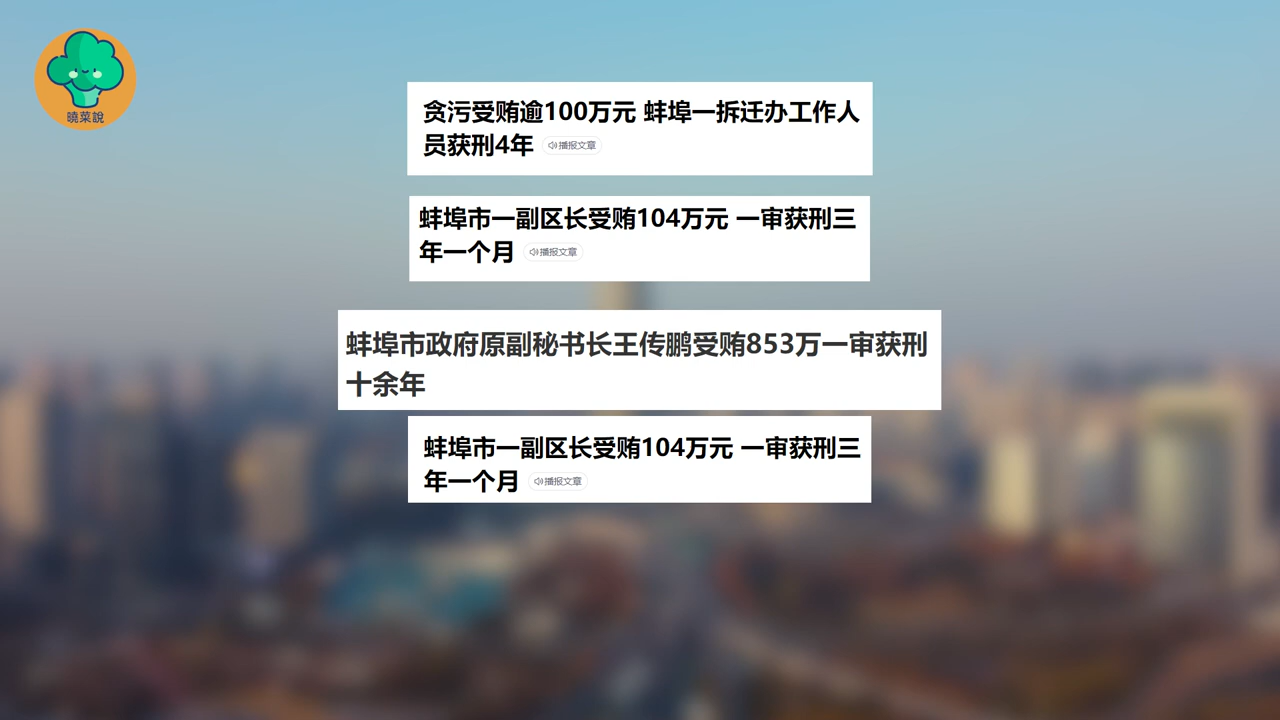 曉菜說
贪污受贿逾100万元 蚌埠一拆迁办工作人
员获刑4年 播报文章
蚌埠市一副区长受贿104万元 一审获刑三
年一个月 播报文章
蚌埠市政府原副秘书长王传鹏受贿853万一审获刑
十余年
蚌埠市一副区长受贿104万元 一审获刑三
年一个月 播报文章